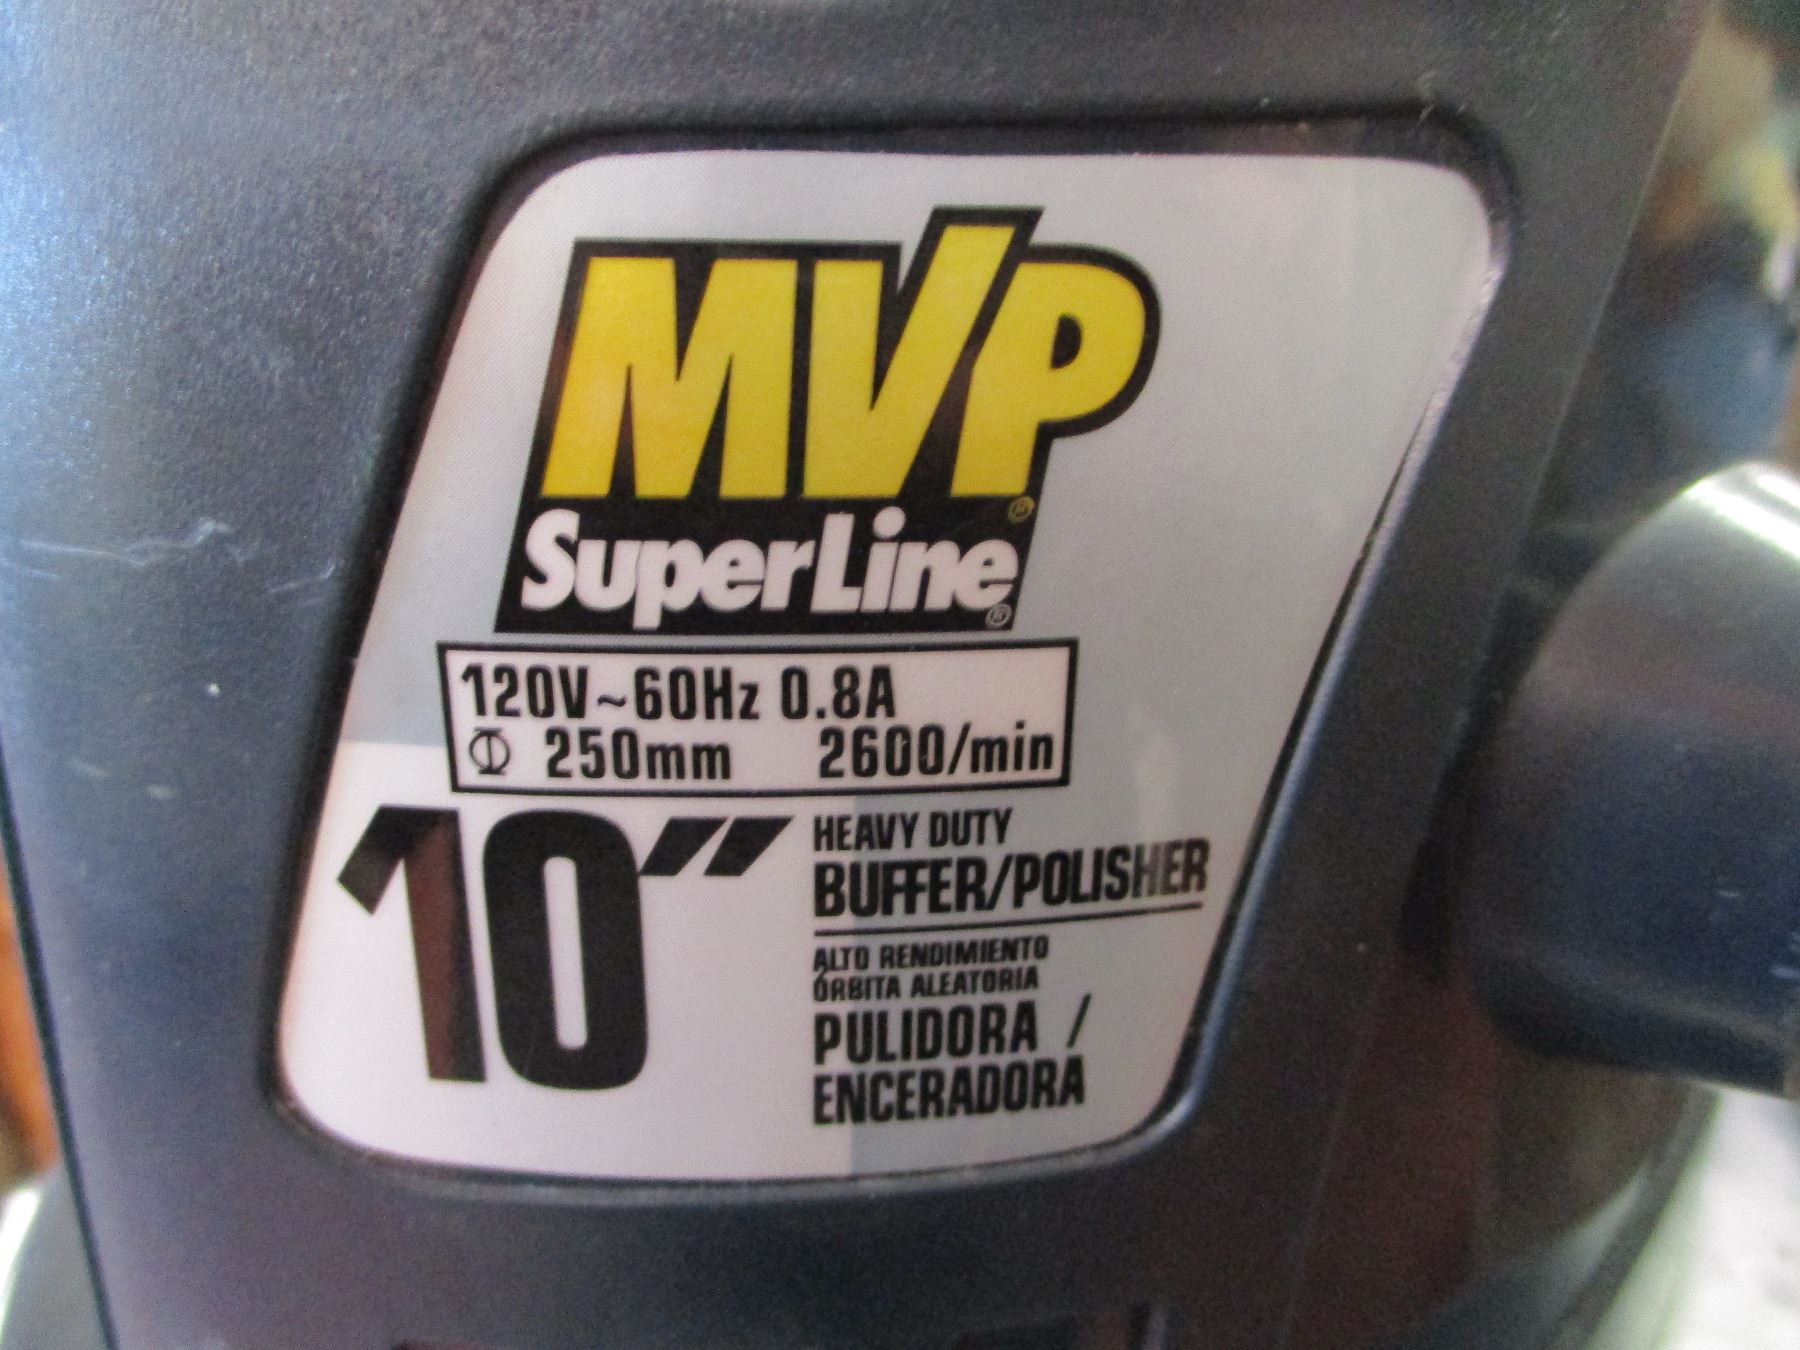 MVP®
SuperLine®
120V~60Hz 0.8A
⌀ 250mm 2600/min
10"
HEAVY DUTY
BUFFER/POLISHER
ALTO RENDIMIENTO
ÓRBITA ALEATORIA
PULIDORA /
ENCERADORA